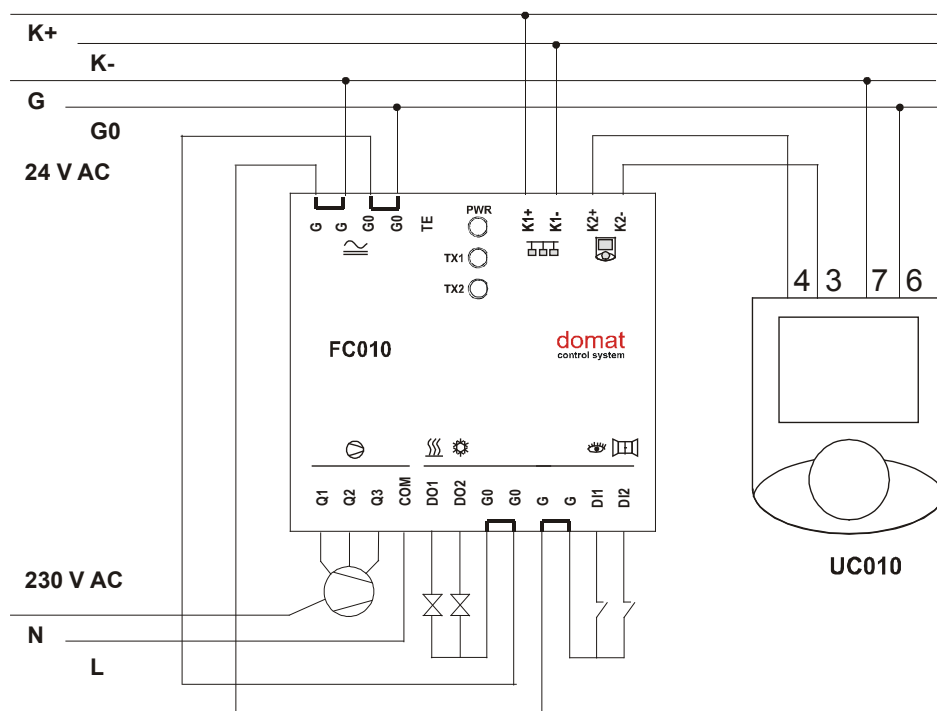 K+
K-
G
G0
24 V AC
G
G
G0
G0
TE
PWR
K1+
K1-
K2+
K2-
TX1
TX2
4 3 7 6
FC010
domat
control system
Q1
Q2
Q3
COM
DO1
DO2
G0
G0
G
G
DI1
DI2
UC010
230 V AC
N
L